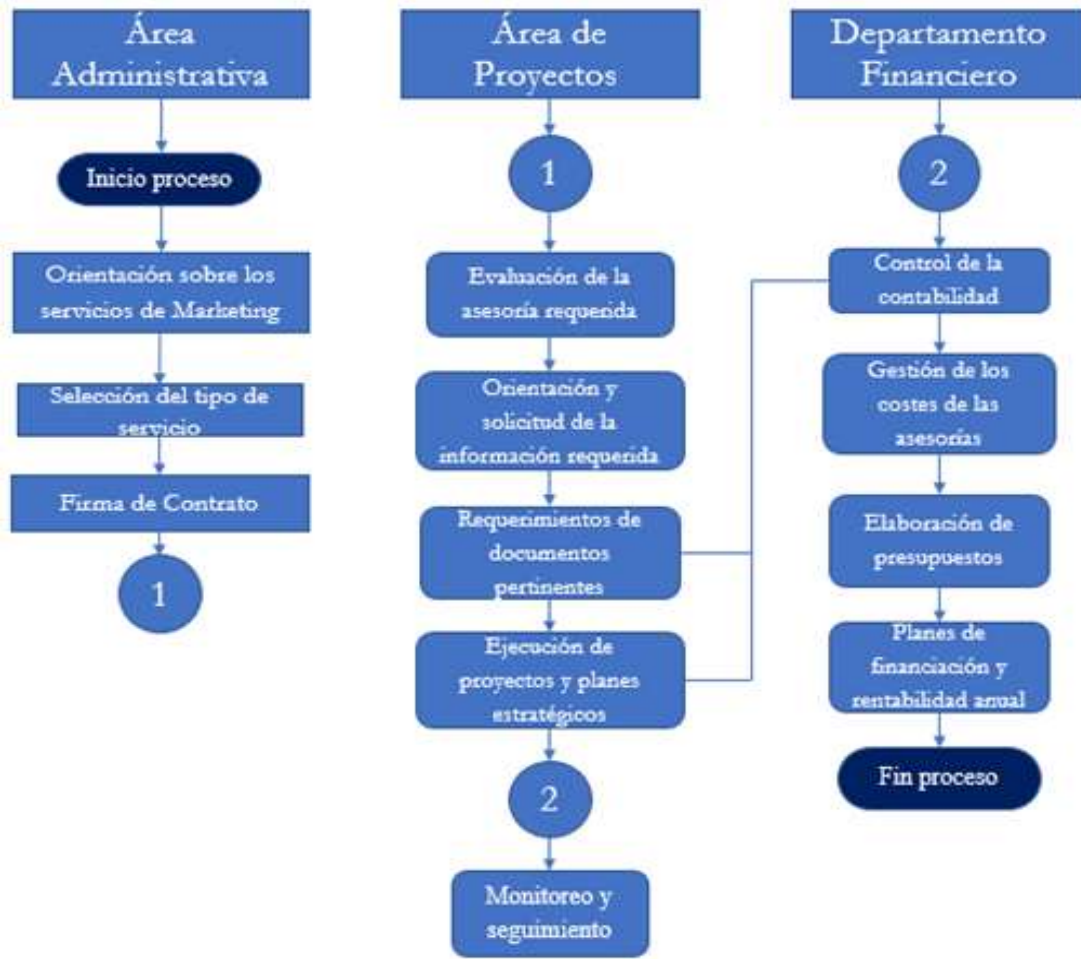 Área
Administrativa
Inicio proceso
Orientación sobre los
servicios de Marketing
Selección del tipo de
servicio
Firma de Contrato
1
Área de
Proyectos
1
Evaluación de la
asesoría requerida
Orientación y
solicitud de la
información requerida
Requerimientos de
documentos
pertinentes
Ejecución de
proyectos y planes
estratégicos
2
Monitoreo y
seguimiento
Departamento
Financiero
2
Control de la
contabilidad
Gestión de los
costes de las
asesorías
Elaboración de
presupuestos
Planes de
financiación y
rentabilidad anual
Fin proceso